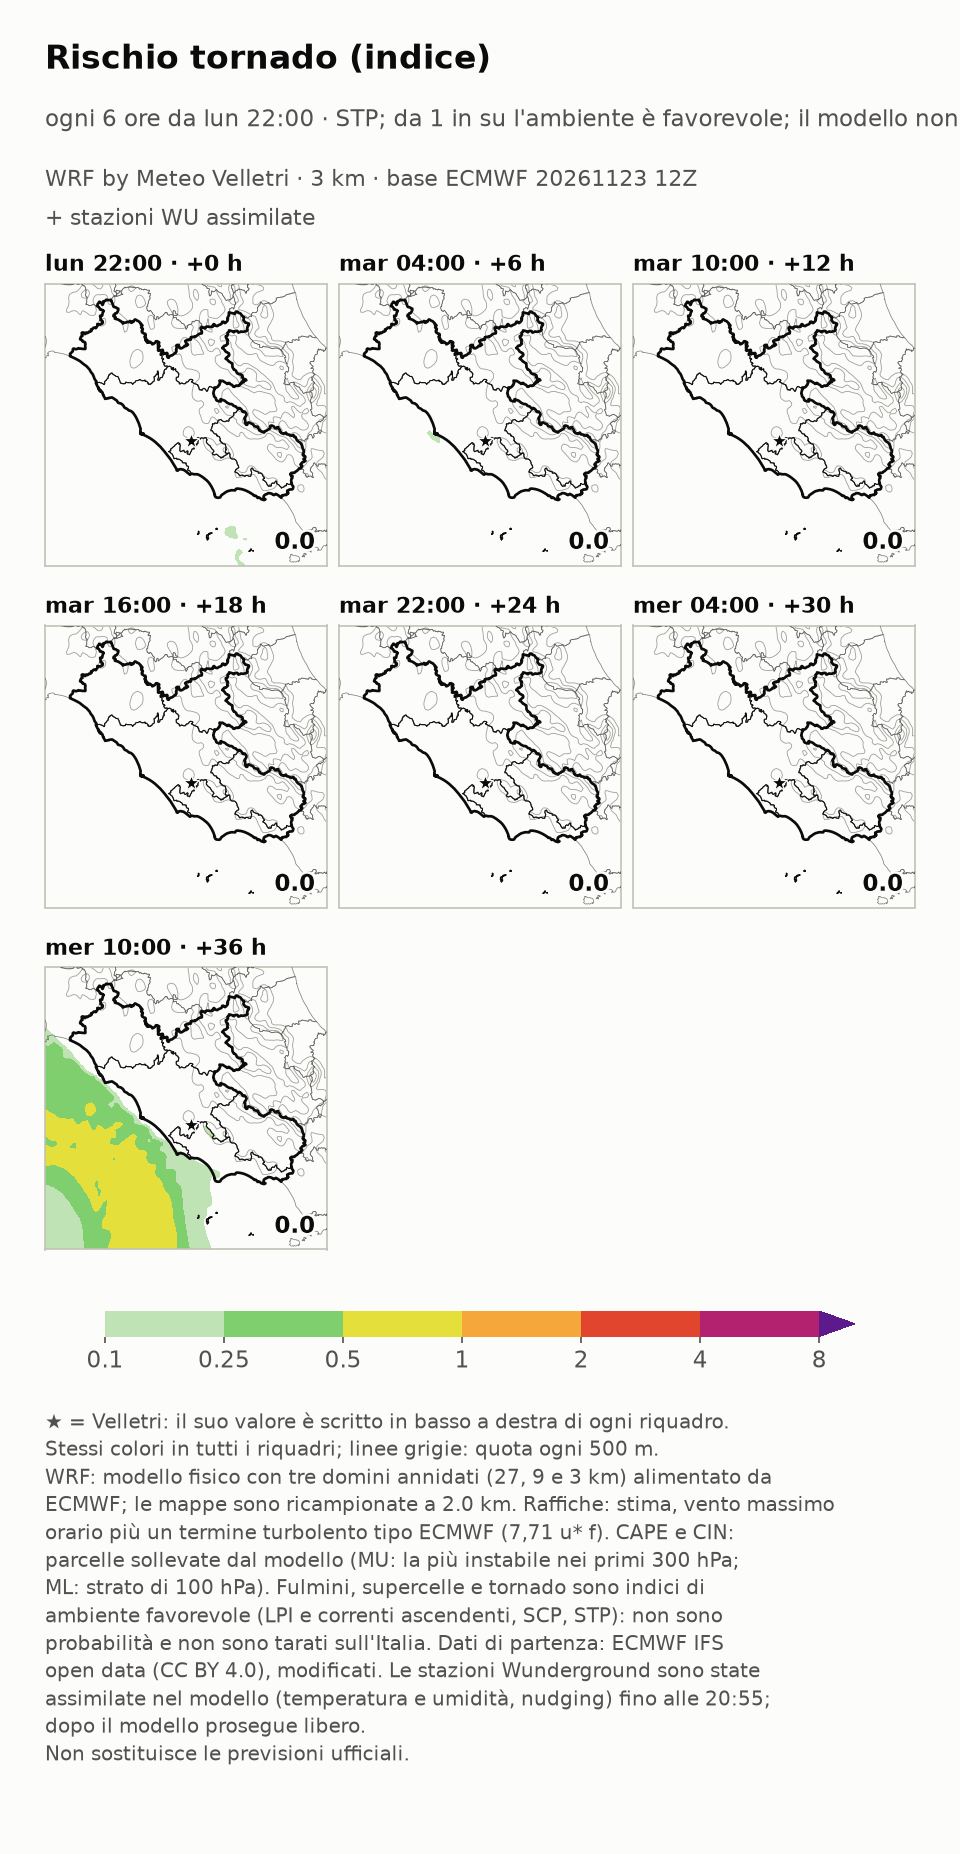 Rischio tornado (indice)
ogni 6 ore da lun 22:00 · STP; da 1 in su l'ambiente è favorevole; il modello non
WRF by Meteo Velletri · 3 km · base ECMWF 20261123 12Z
+ stazioni WU assimilate
lun 22:00 · +0 h
mar 04:00 · +6 h
mar 10:00 · +12 h
0.0
0.0
0.0
mar 16:00 · +18 h
mar 22:00 · +24 h
mer 04:00 · +30 h
0.0
0.0
0.0
mer 10:00 · +36 h
0.0
0.1
0.25
0.5
1
2
4
8
★ = Velletri: il suo valore è scritto in basso a destra di ogni riquadro.
Stessi colori in tutti i riquadri; linee grigie: quota ogni 500 m.
WRF: modello fisico con tre domini annidati (27, 9 e 3 km) alimentato da
ECMWF; le mappe sono ricampionate a 2.0 km. Raffiche: stima, vento massimo
orario più un termine turbolento tipo ECMWF (7,71 u* f). CAPE e CIN:
parcelle sollevate dal modello (MU: la più instabile nei primi 300 hPa;
ML: strato di 100 hPa). Fulmini, supercelle e tornado sono indici di
ambiente favorevole (LPI e correnti ascendenti, SCP, STP): non sono
probabilità e non sono tarati sull'Italia. Dati di partenza: ECMWF IFS
open data (CC BY 4.0), modificati. Le stazioni Wunderground sono state
assimilate nel modello (temperatura e umidità, nudging) fino alle 20:55;
dopo il modello prosegue libero.
Non sostituisce le previsioni ufficiali.